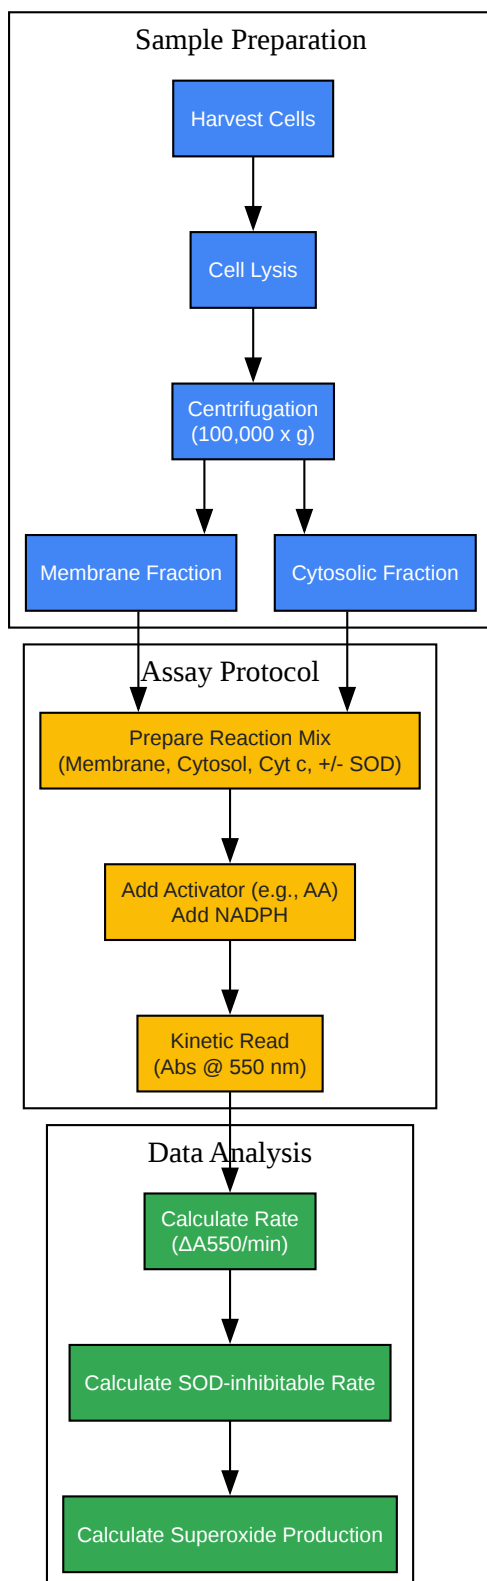 Sample Preparation
Harvest Cells
Cell Lysis
Centrifugation
(100,000 x g)
Membrane Fraction
Cytosolic Fraction
Assay Protocol
Prepare Reaction Mix
(Membrane, Cytosol, Cyt c, +/- SOD)
Add Activator (e.g., AA)
Add NADPH
Kinetic Read
(Abs @ 550 nm)
Data Analysis
Calculate Rate
(ΔA550/min)
Calculate SOD-inhibitable Rate
Calculate Superoxide Production